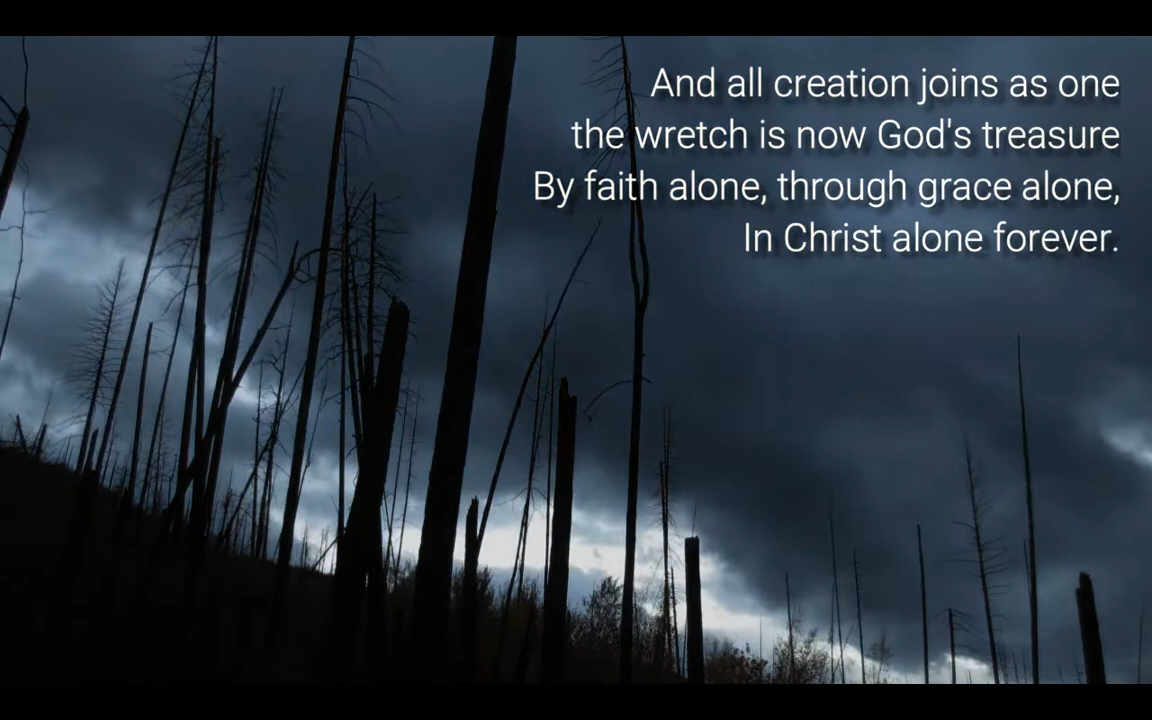 And all creation joins as one
the wretch is now God's treasure
By faith alone, through grace alone,
In Christ alone forever.